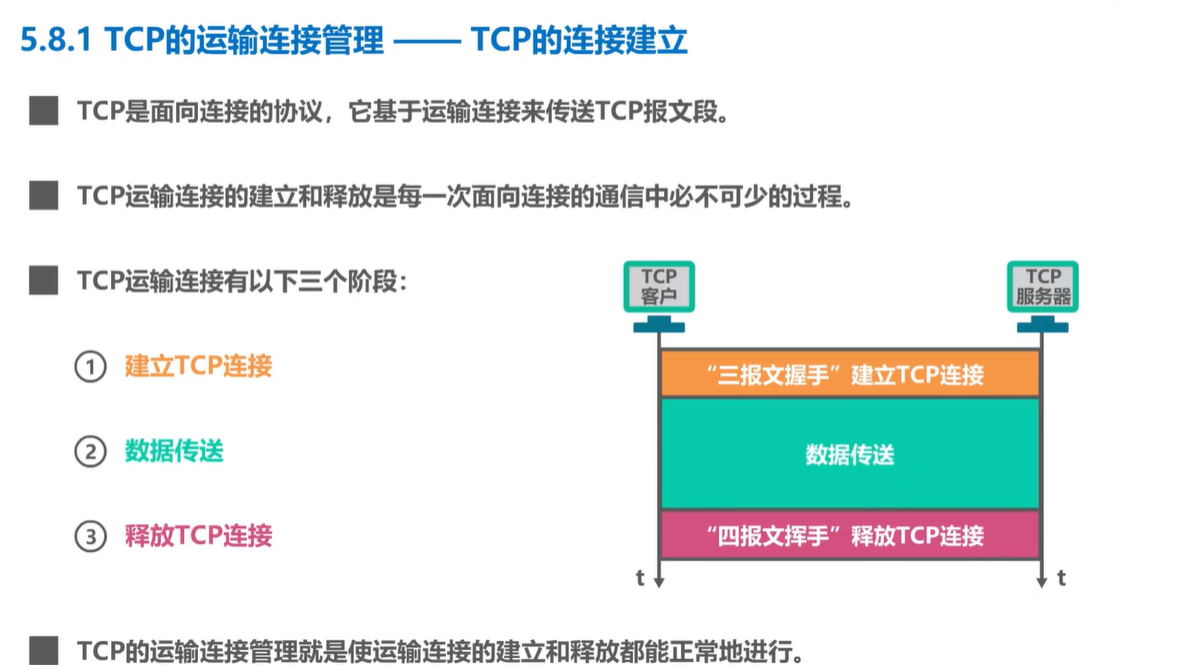 5.8.1 TCP的运输连接管理 —— TCP的连接建立
TCP是面向连接的协议，它基于运输连接来传送TCP报文段。
TCP运输连接的建立和释放是每一次面向连接的通信中必不可少的过程。
TCP运输连接有以下三个阶段：
① 建立TCP连接
② 数据传送
③ 释放TCP连接
TCP
客户
TCP
服务器
“三报文握手”建立TCP连接
数据传送
“四报文挥手”释放TCP连接
t
t
TCP的运输连接管理就是使运输连接的建立和释放都能正常地进行。